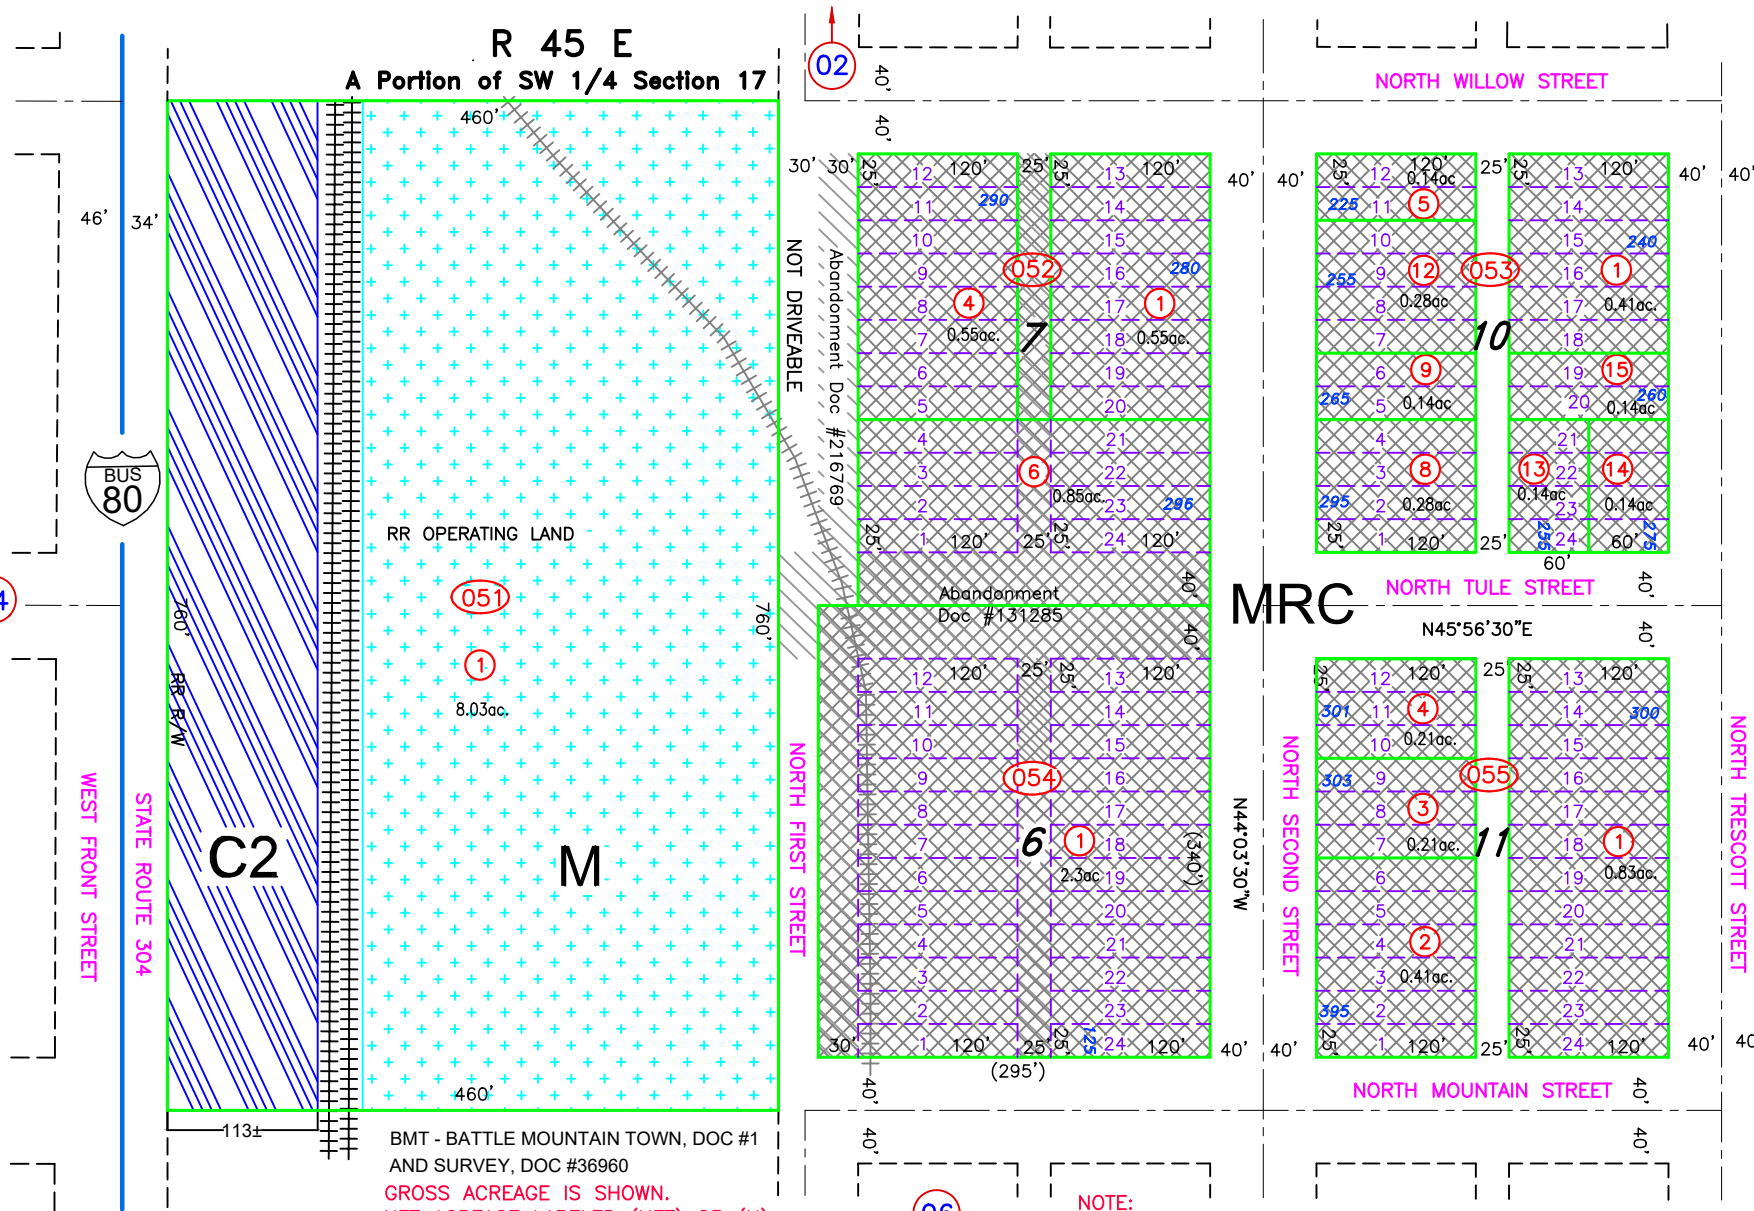 R 45 E
A Portion of SW 1/4 Section 17
02
40'
40'
NORTH WILLOW STREET
46'
34'
460'
BUS
80
RR OPERATING LAND
051
1
8.03ac.
760'
760'
RR R/W
WEST FRONT STREET
STATE ROUTE 304
C2
M
460'
113±
BMT - BATTLE MOUNTAIN TOWN, DOC #1
AND SURVEY, DOC #36960
GROSS ACREAGE IS SHOWN.
NOTE:
06
4
30' 30'
NOT DRIVEABLE
Abandonment Doc #216769
NORTH FIRST STREET
25' 120' 25' 25' 120'
12 13
11 290 14
10 15
9 052 16 280
8 4 17 1
7 0.55ac. 7 18 0.55ac.
6 19
5 20
4 21
3 6 22
2 0.85ac. 23 296
1 24
25' 120' 25' 25' 120'
40'
Abandonment
Doc #131285
40'
120' 25' 25' 120'
12 13
11 14
10 15
9 054 16
8 17
7 6 1 18
6 2.3ac 19
5 20
4 21
3 22
2 23
1 125 24
30' 120' 25' 25' 120'
(295')
(340')
40'
40'
MRC
40' 40'
N44°03'30"W
NORTH SECOND STREET
25' 120' 25' 25' 120'
12 0.14ac 13
225 11 5 14
10 15 240
255 9 12 053 16 1
8 0.28ac 17 0.41ac.
7 10 18
6 9 19 15
265 5 0.14ac 20 0.14ac 260
4 21
3 8 13 22 14
295 2 0.28ac 0.14ac 23 0.14ac
1 255 24 275
25' 120' 25' 60' 60'
40' 40'
NORTH TULE STREET
40'
N45°56'30"E
40'
25' 120' 25' 25' 120'
12 13
301 11 4 14 300
10 0.21ac. 15
303 9 055 16
8 3 17
7 0.21ac. 11 18 1
6 19 0.83ac.
5 20
4 2 21
3 0.41ac. 22
395 2 23
1 24
25' 120' 25' 25' 120'
40' 40'
40' 40
NORTH MOUNTAIN STREET
40'
40'
NORTH TRESCOTT STREET